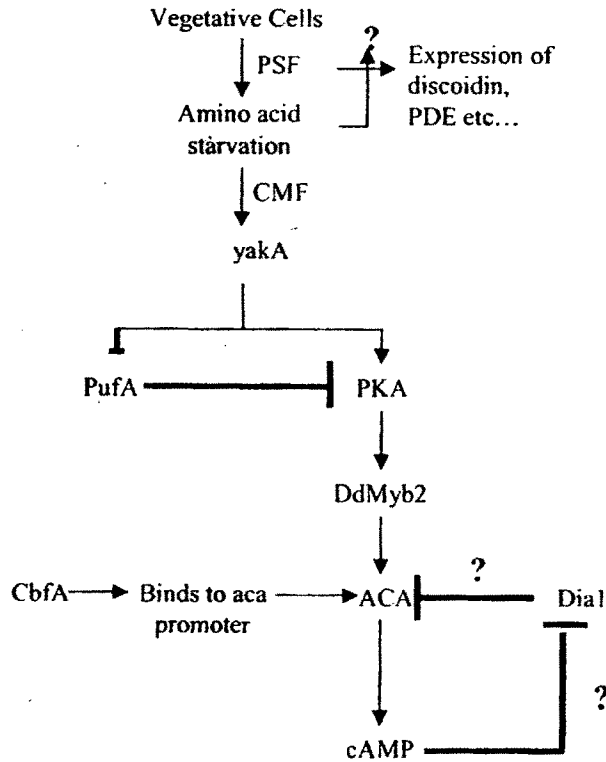 Vegetative Cells
?
PSF
Expression of
discoidin,
PDE etc...
Amino acid
starvation
CMF
yakA
PufA
PKA
DdMyb2
?
CbfA
Binds to aca
promoter
ACA
Dia1
?
cAMP